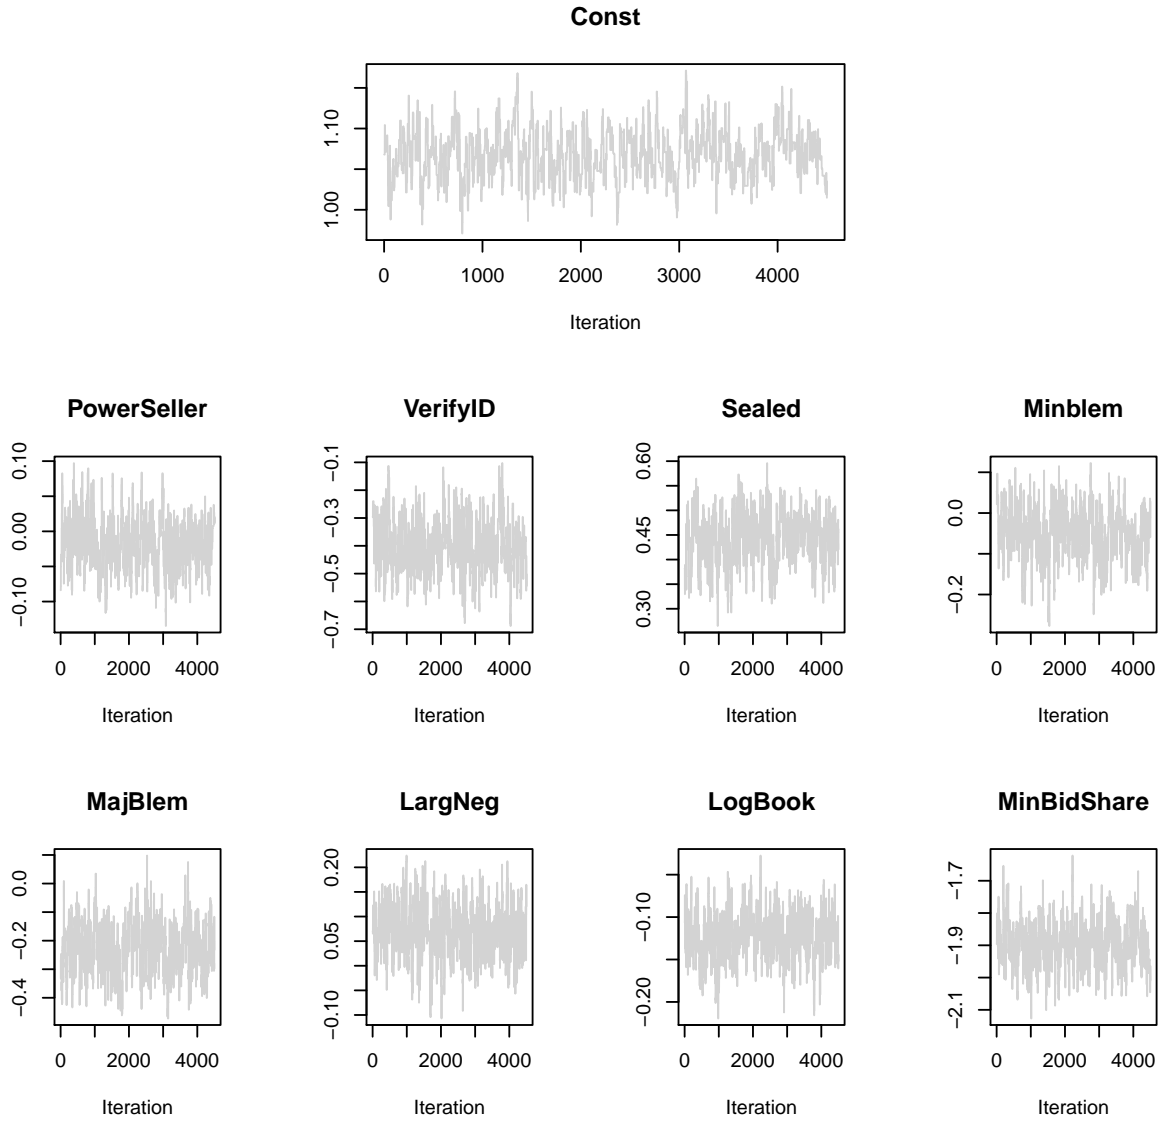 Const
1.10
1.00
0 1000 2000 3000 4000
Iteration
PowerSeller VerifyID Sealed Minblem
0.10
0.00
−0.10
−0.1
−0.3
−0.5
−0.7
0.60
0.45
0.30
0.0
−0.2
0 2000 4000 0 2000 4000 0 2000 4000 0 2000 4000
Iteration Iteration Iteration Iteration
MajBlem LargNeg LogBook MinBidShare
0.0
−0.2
−0.4
0.20
0.05
−0.10
−0.10
−0.20
−1.7
−1.9
−2.1
0 2000 4000 0 2000 4000 0 2000 4000 0 2000 4000
Iteration Iteration Iteration Iteration